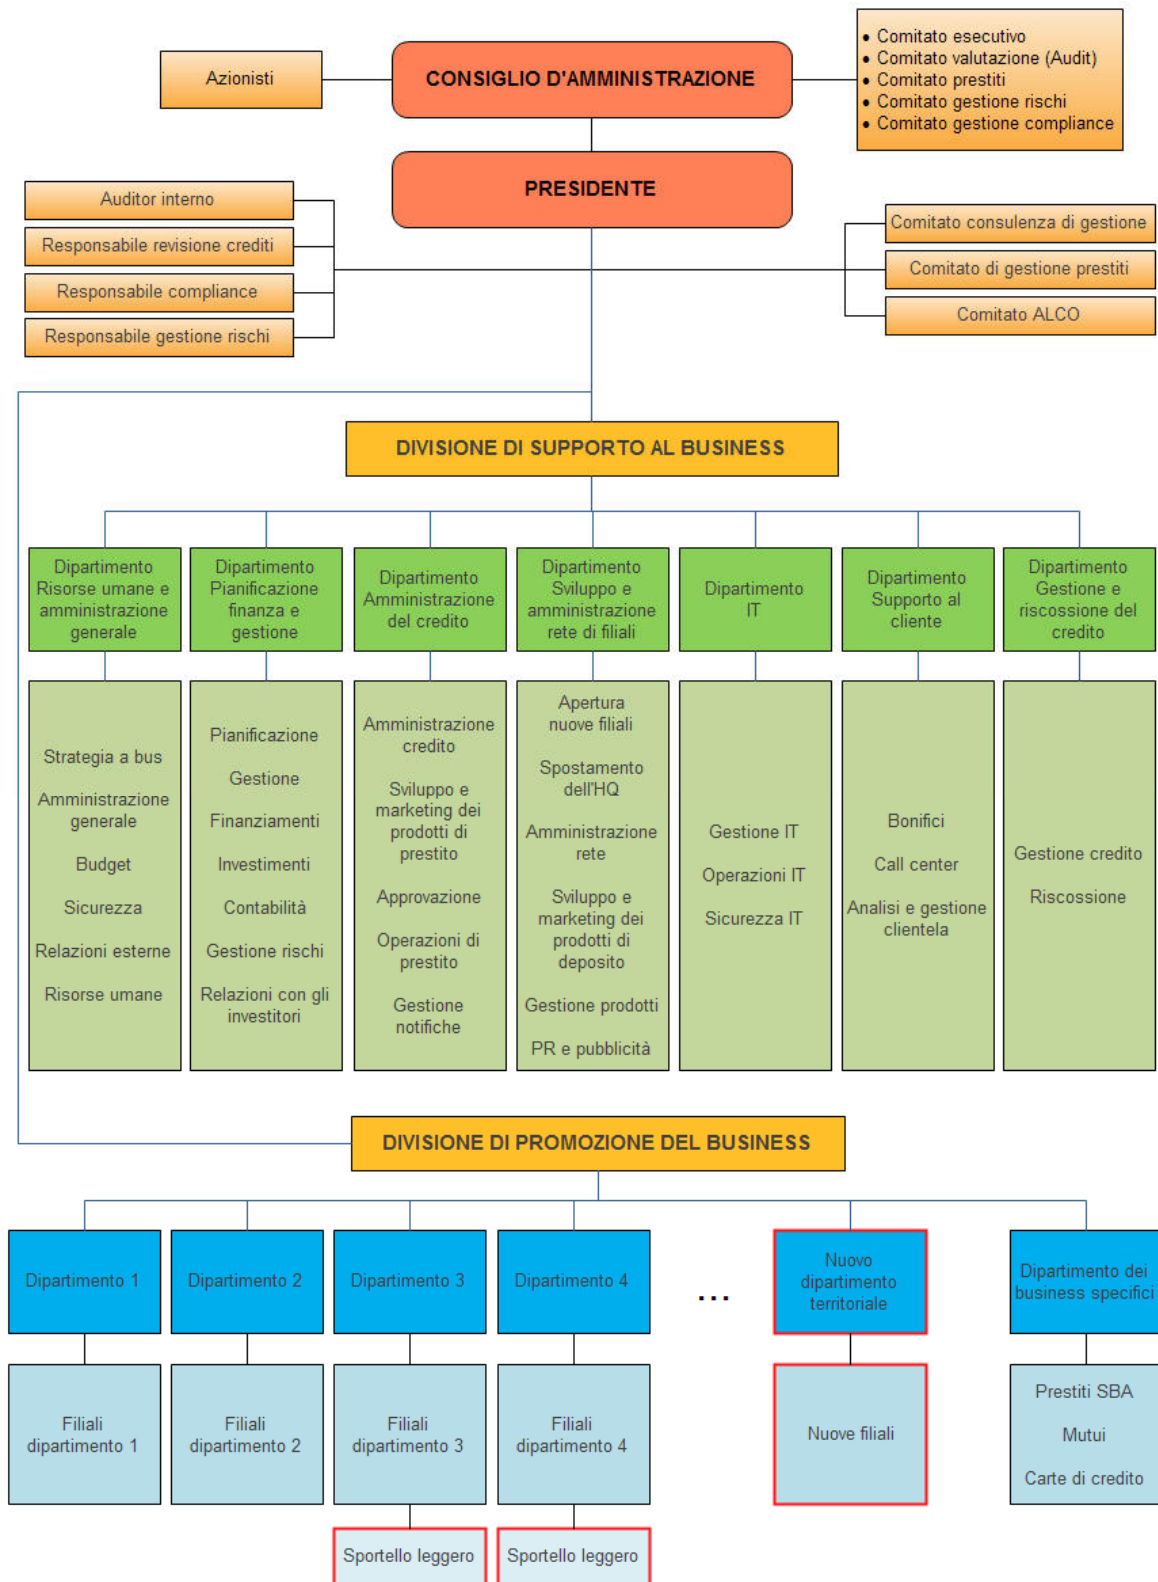 Azionisti
CONSIGLIO D'AMMINISTRAZIONE
• Comitato esecutivo
• Comitato valutazione (Audit)
• Comitato prestiti
• Comitato gestione rischi
• Comitato gestione compliance
PRESIDENTE
Auditor interno
Responsabile revisione crediti
Responsabile compliance
Responsabile gestione rischi
Comitato consulenza di gestione
Comitato di gestione prestiti
Comitato ALCO
DIVISIONE DI SUPPORTO AL BUSINESS
Dipartimento
Risorse umane e
amministrazione
generale
Dipartimento
Pianificazione
finanza e
gestione
Dipartimento
Amministrazione
del credito
Dipartimento
Sviluppo e
amministrazione
rete di filiali
Dipartimento
IT
Dipartimento
Supporto al
cliente
Dipartimento
Gestione e
riscossione del
credito
Strategia a bus
Amministrazione
generale
Budget
Sicurezza
Relazioni esterne
Risorse umane
Pianificazione
Gestione
Finanziamenti
Investimenti
Contabilità
Gestione rischi
Relazioni con gli
investitori
Amministrazione
credito
Sviluppo e
marketing dei
prodotti di
prestito
Approvazione
Operazioni di
prestito
Gestione
notifiche
Apertura
nuove filiali
Spostamento
dell'HQ
Amministrazione
rete
Sviluppo e
marketing dei
prodotti di
deposito
Gestione prodotti
PR e pubblicità
Gestione IT
Operazioni IT
Sicurezza IT
Bonifici
Call center
Analisi e gestione
clientela
Gestione credito
Riscossione
DIVISIONE DI PROMOZIONE DEL BUSINESS
Dipartimento 1
Dipartimento 2
Dipartimento 3
Dipartimento 4
...
Nuovo
dipartimento
territoriale
Dipartimento dei
business specifici
Filiali
dipartimento 1
Filiali
dipartimento 2
Filiali
dipartimento 3
Filiali
dipartimento 4
Nuove filiali
Prestiti SBA
Mutui
Carte di credito
Sportello leggero
Sportello leggero